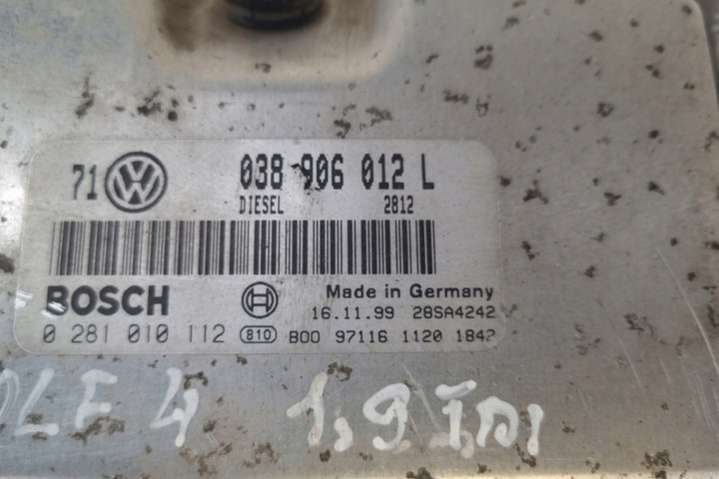 71 VW 038 906 012 L
DIESEL 2812
BOSCH Made in Germany
16.11.99 28SA4242
0 281 010 112 810 B00 97116 1120 1842
OLF 4 1,9 TDI